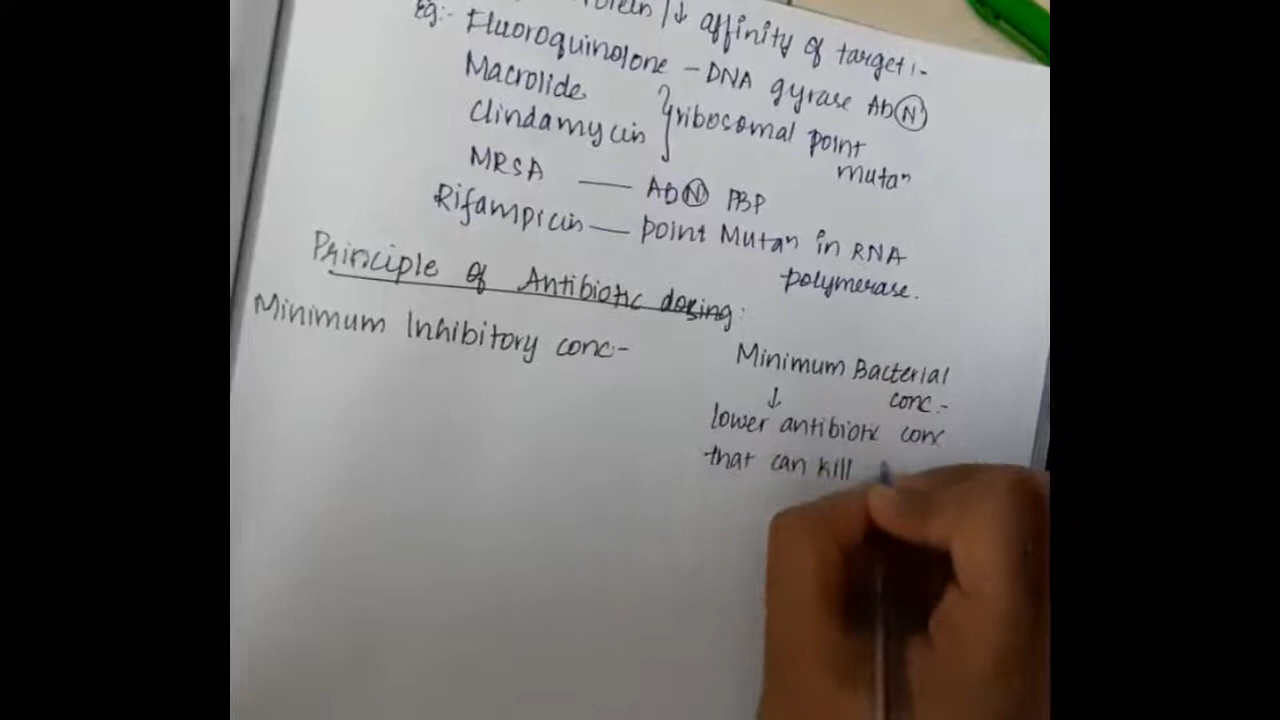 /↓ affinity of target:-
Eg:- Fluoroquinolone - DNA gyrase Ab(N)
Macrolide
Clindamycin } ribosomal point
mutaⁿ
MRSA — Ab(N) PBP
Rifampicin — point Mutaⁿ in RNA
polymerase.
Principle of Antibiotic dosing:
Minimum Inhibitory conc:-
Minimum Bacterial
conc:-
↓
lower antibiotic conc
that can kill